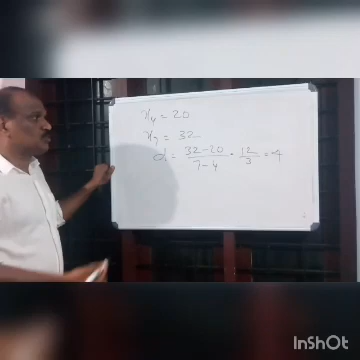 x₄ = 20
x₇ = 32
d = 32-20/7-4 = 12/3 = 4
InShOt